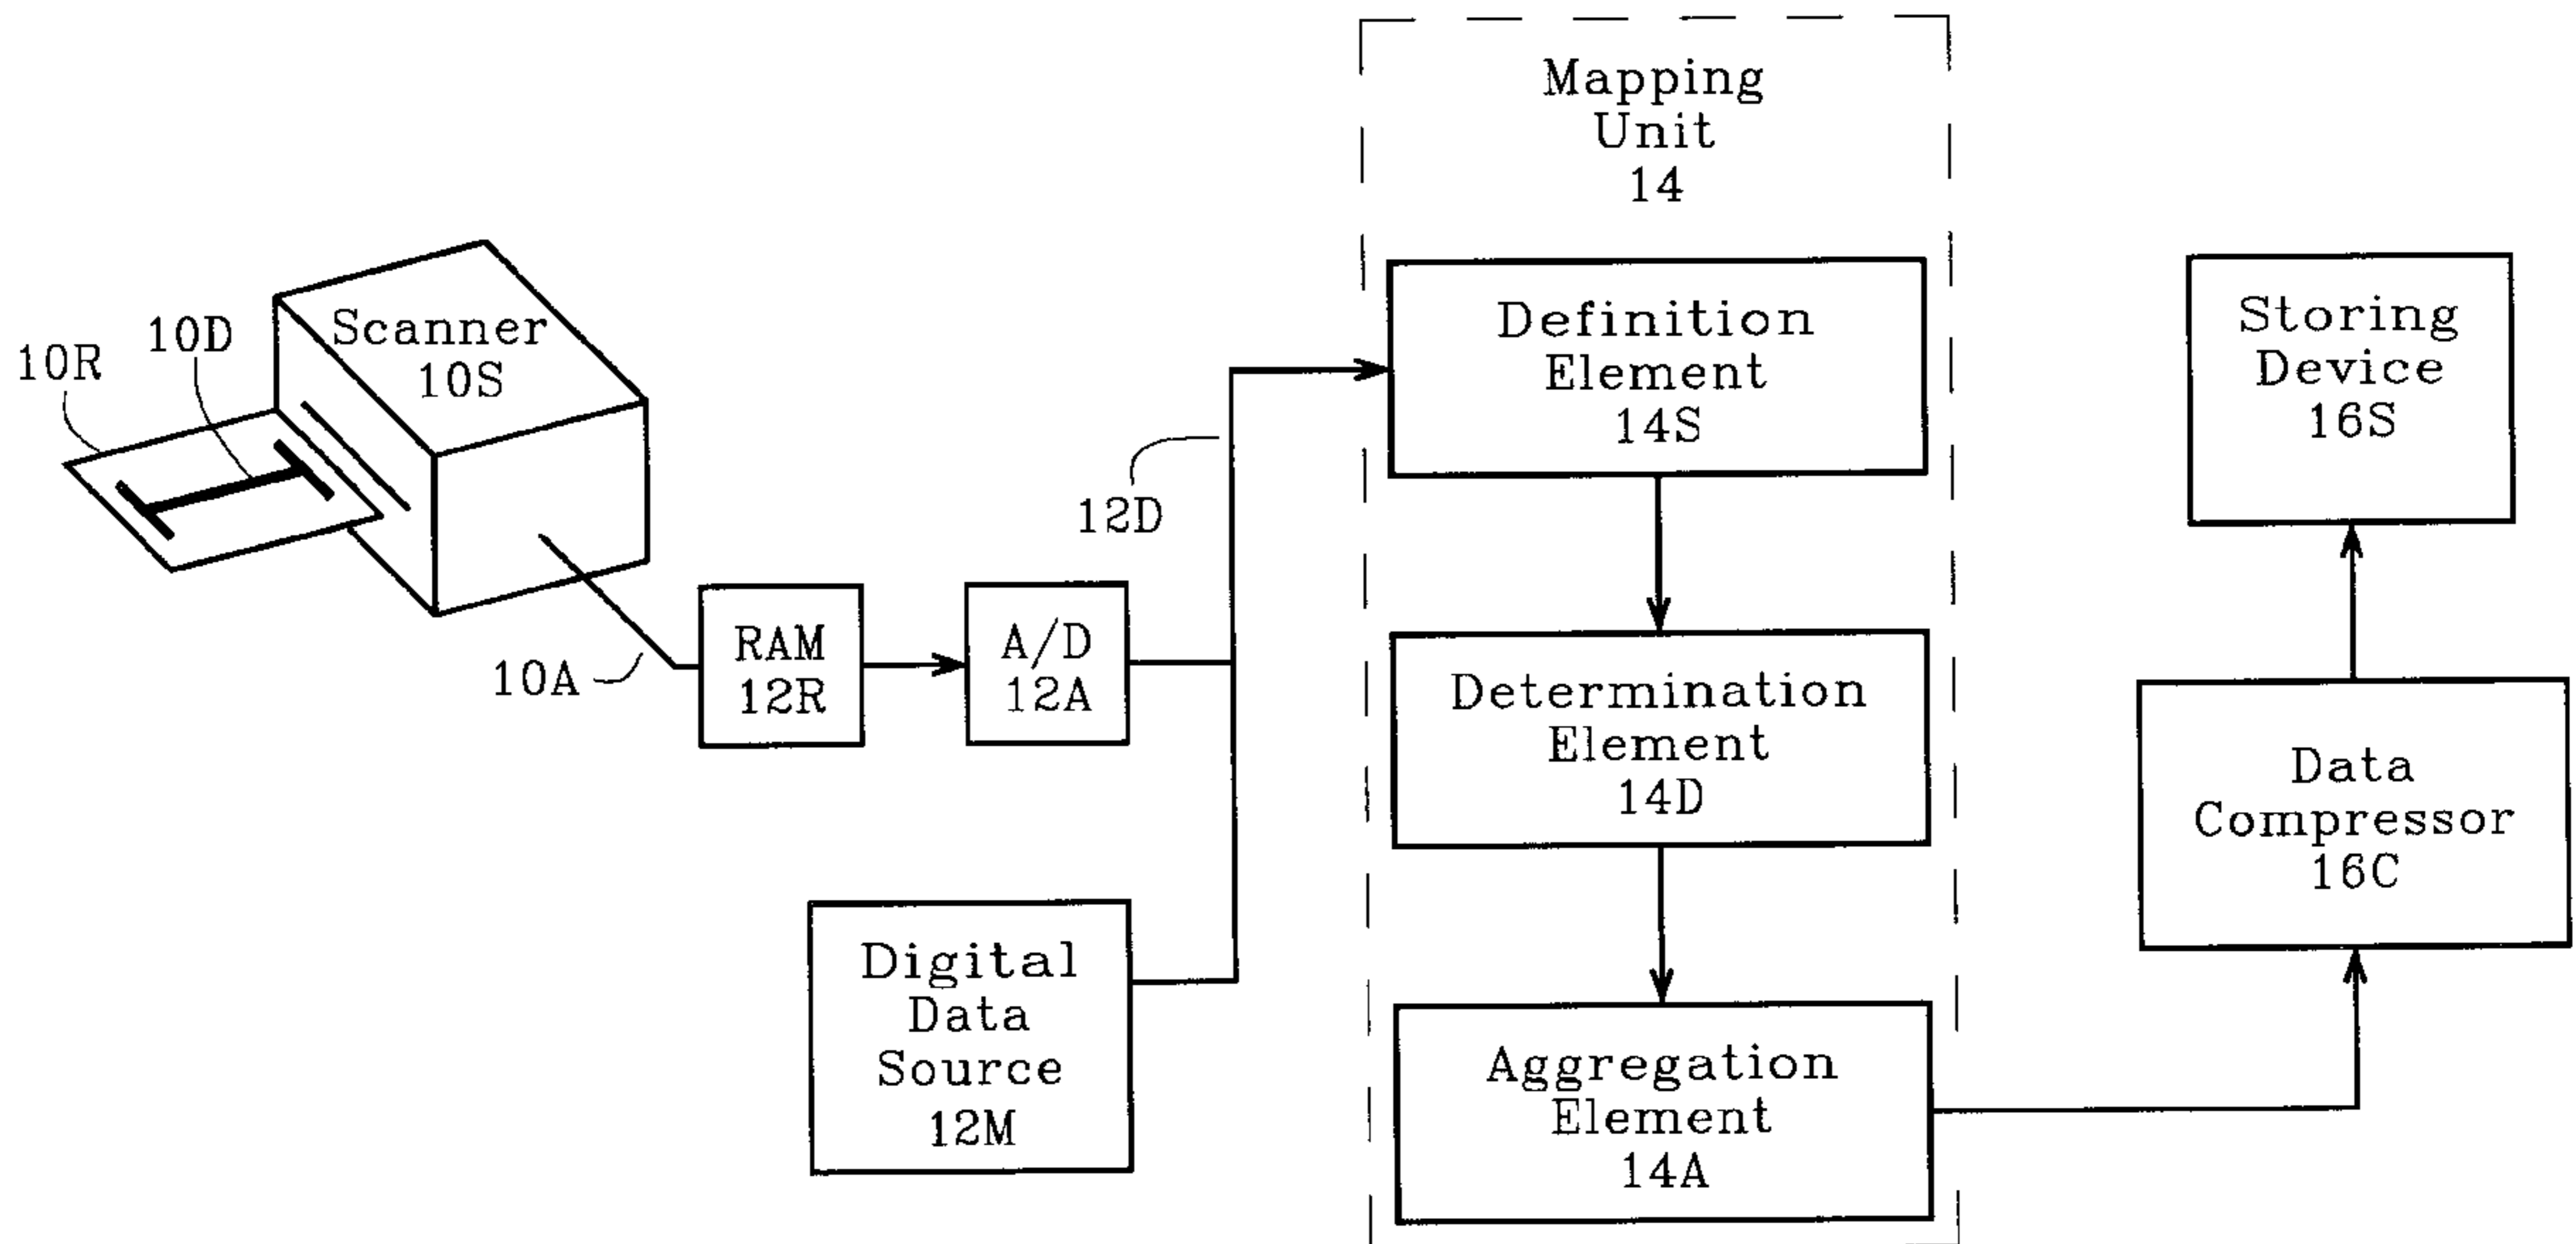 Mapping
Unit
14
Scanner
10S
10D
10R
10A
RAM
12R
A/D
12A
12D
Digital
Data
Source
12M
Definition
Element
14S
Determination
Element
14D
Aggregation
Element
14A
Storing
Device
16S
Data
Compressor
16C